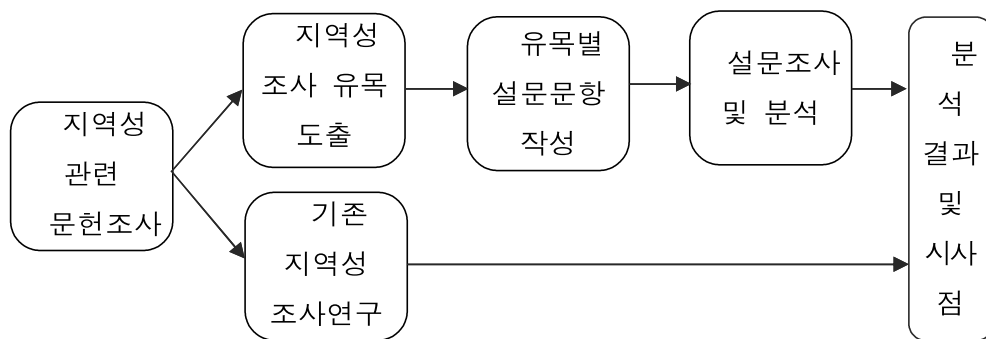 지역성
관련
문헌조사
지역성
조사 유목
도출
유목별
설문문항
작성
설문조사
및 분석
기존
지역성
조사연구
분
석
결과
및
시사
점